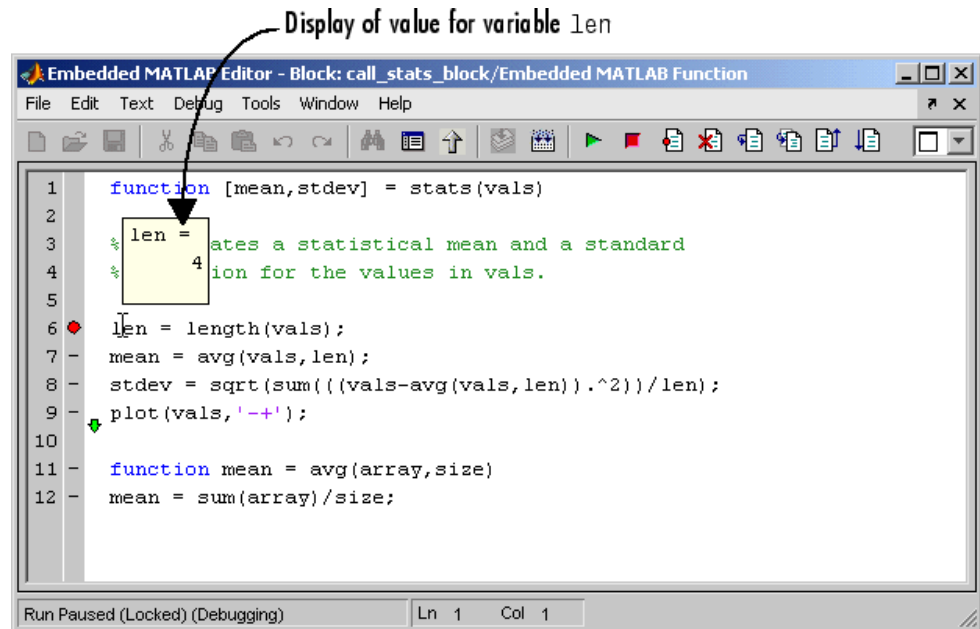 Display of value for variable len
Embedded MATLAB Editor - Block: call_stats_block/Embedded MATLAB Function
File Edit Text Debug Tools Window Help
1 function [mean,stdev] = stats(vals)
2
len =
3 % ates a statistical mean and a standard
4
4 % ion for the values in vals.
5
6 len = length(vals);
7 - mean = avg(vals,len);
8 - stdev = sqrt(sum(((vals-avg(vals,len)).^2))/len);
9 - plot(vals,'-+');
10
11 - function mean = avg(array,size)
12 - mean = sum(array)/size;
Run Paused (Locked) (Debugging) Ln 1 Col 1